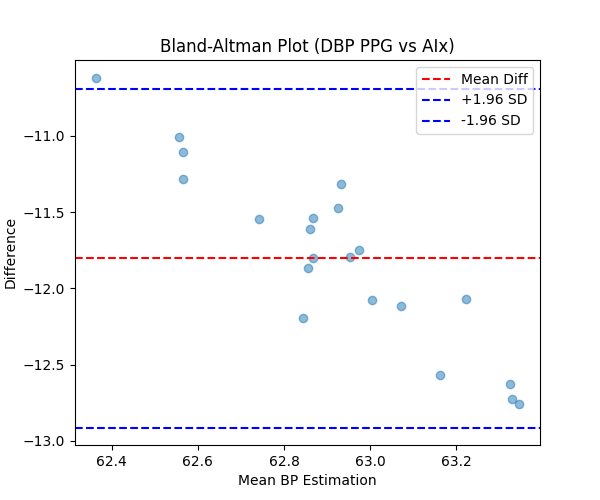 Bland-Altman Plot (DBP PPG vs AIx)
Mean Diff
+1.96 SD
-1.96 SD
Difference
−11.0
−11.5
−12.0
−12.5
−13.0
62.4 62.6 62.8 63.0 63.2
Mean BP Estimation